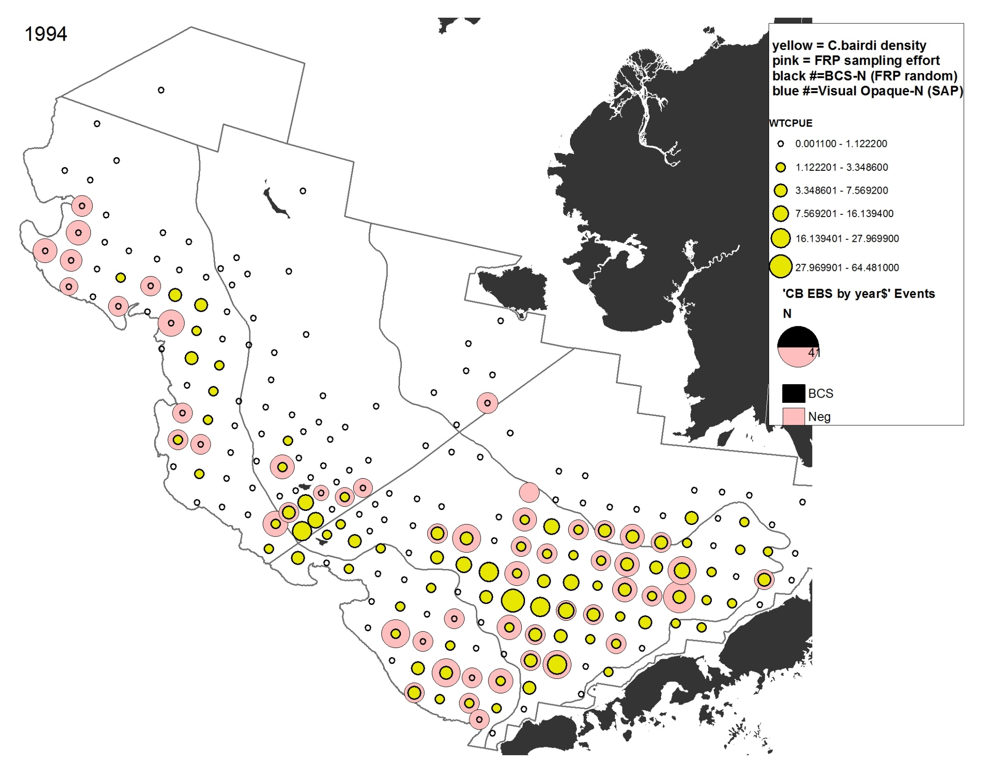 1994
yellow = C.bairdi density
pink = FRP sampling effort
black #=BCS-N (FRP random)
blue #=Visual Opaque-N (SAP)
WTCPUE
0.001100 - 1.122200
1.122201 - 3.348600
3.348601 - 7.569200
7.569201 - 16.139400
16.139401 - 27.969900
27.969901 - 64.481000
'CB EBS by year$' Events
N
41
BCS
Neg